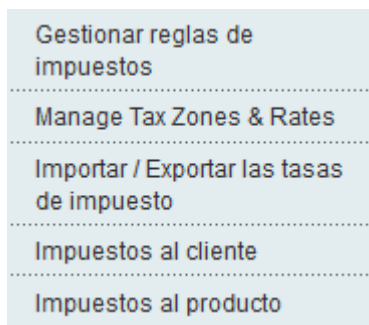 Gestionar reglas de
impuestos
Manage Tax Zones & Rates
Importar / Exportar las tasas
de impuesto
Impuestos al cliente
Impuestos al producto